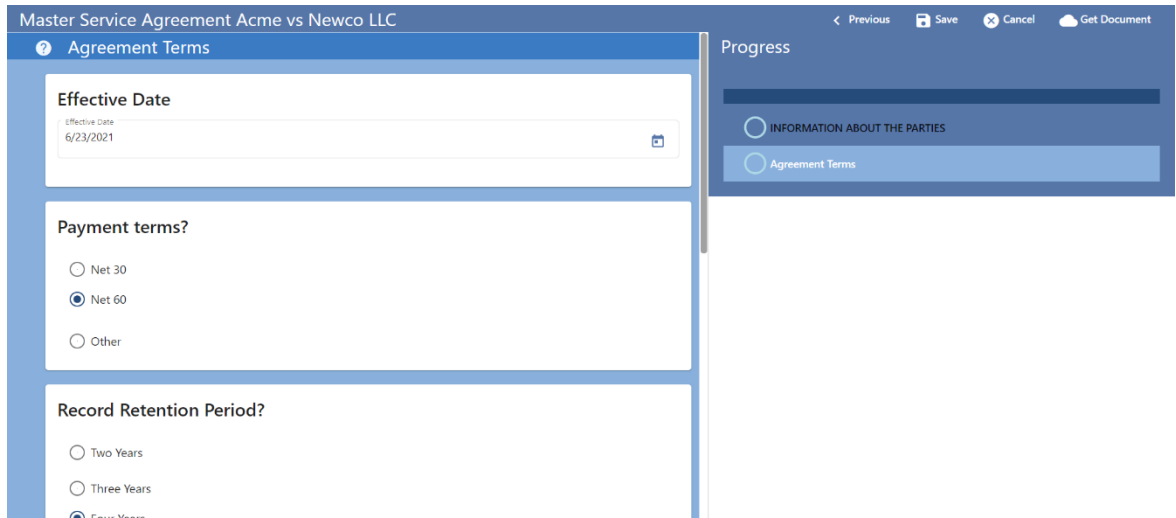 Master Service Agreement Acme vs Newco LLC
Previous
Save
Cancel
Get Document
Agreement Terms
Progress
Effective Date
Effective Date
6/23/2021
INFORMATION ABOUT THE PARTIES
Agreement Terms
Payment terms?
Net 30
Net 60
Other
Record Retention Period?
Two Years
Three Years
Four Years